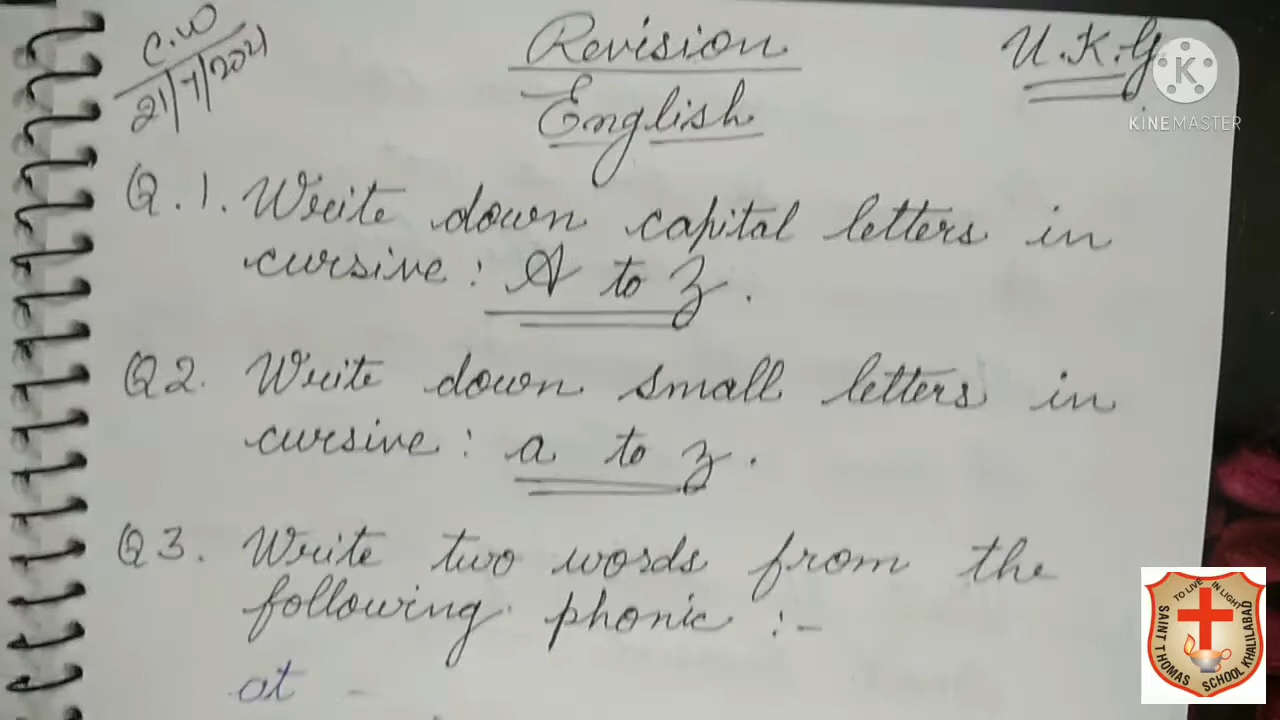 C.W
21/7/2021
Revision
English
U.K.G
KINEMASTER
Q.1. Write down capital letters in
cursive : A to Z.
Q2. Write down small letters in
cursive : a to z.
Q3. Write two words from the
following phonic :-
at -
TO LIVE IN LIGHT
SAINT THOMAS SCHOOL KHALILABAD